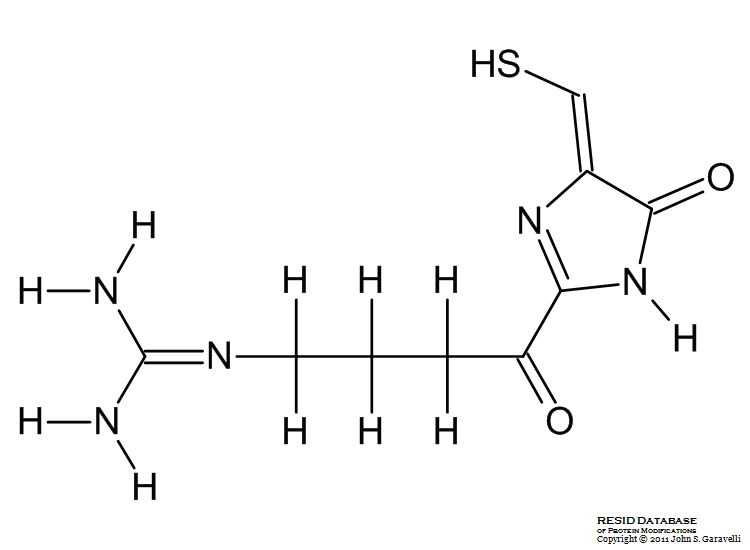 HS
O
N
H
H N
N
H
H H H
N
O
H N
H H H
H
RESID DATABASE
OF PROTEIN MODIFICATIONS
Copyright © 2011 John S. Garavelli